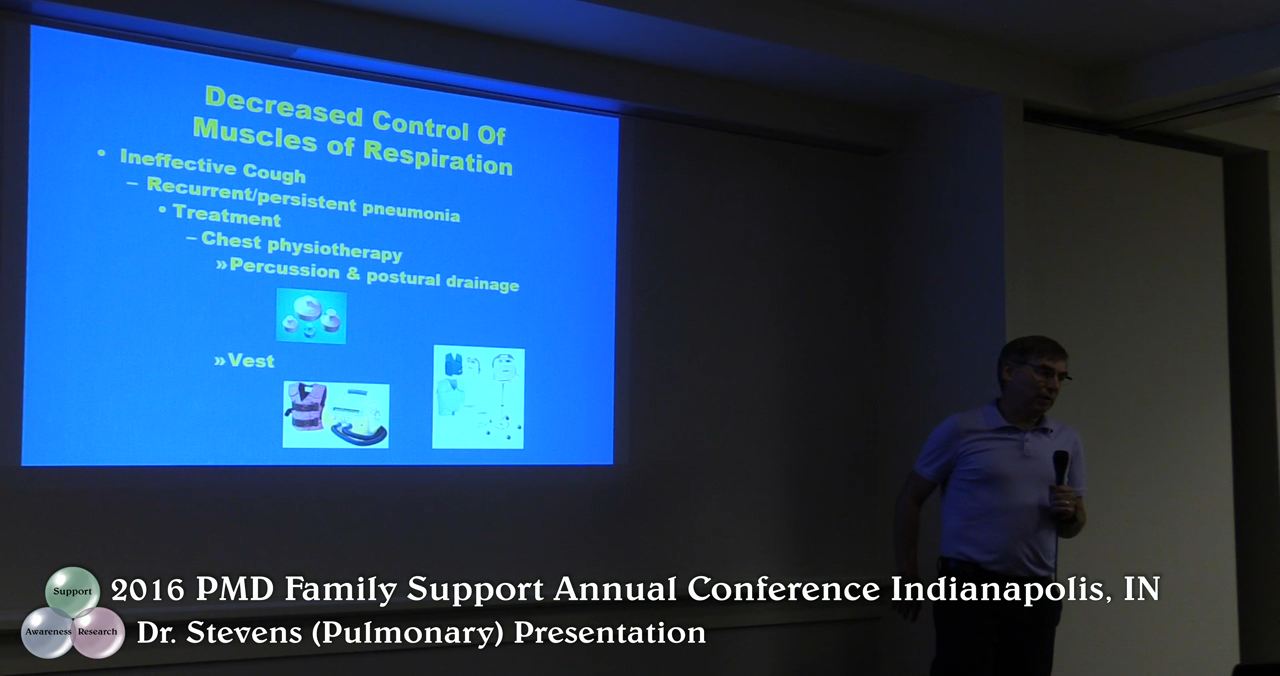 Decreased Control Of
Muscles of Respiration
• Ineffective Cough
– Recurrent/persistent pneumonia
• Treatment
– Chest physiotherapy
» Percussion & postural drainage
» Vest
Support
Awareness Research
2016 PMD Family Support Annual Conference Indianapolis, IN
Dr. Stevens (Pulmonary) Presentation